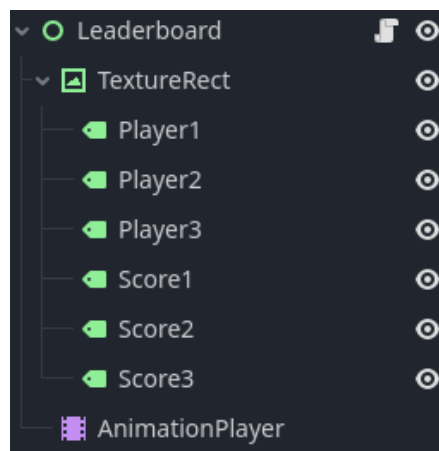 Leaderboard
TextureRect
Player1
Player2
Player3
Score1
Score2
Score3
AnimationPlayer